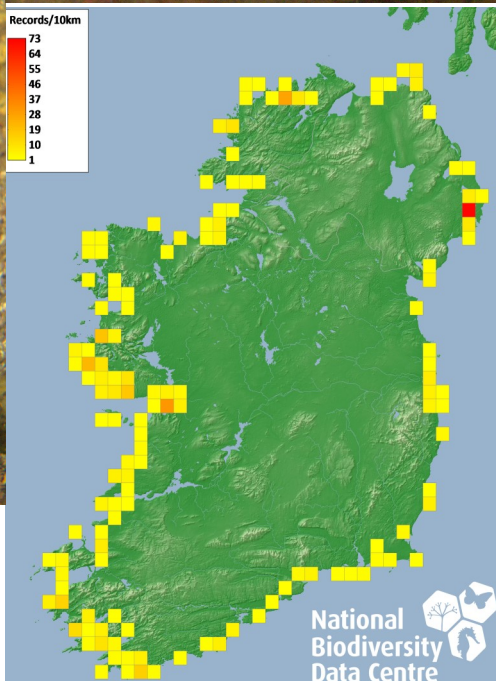 Records/10km
73
64
55
46
37
28
19
10
1
National
Biodiversity
Data Centre